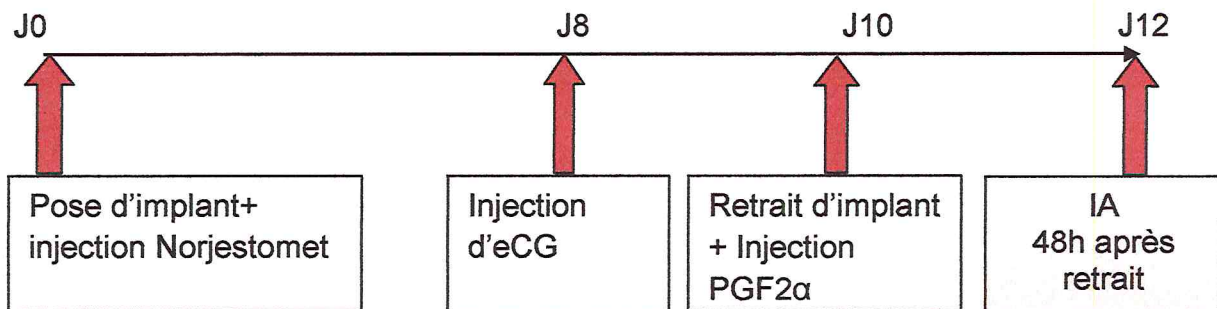 J0
J8
J10
J12
Pose d'implant+
injection Norjestomet
Injection
d'eCG
Retrait d'implant
+ Injection
PGF2α
IA
48h après
retrait